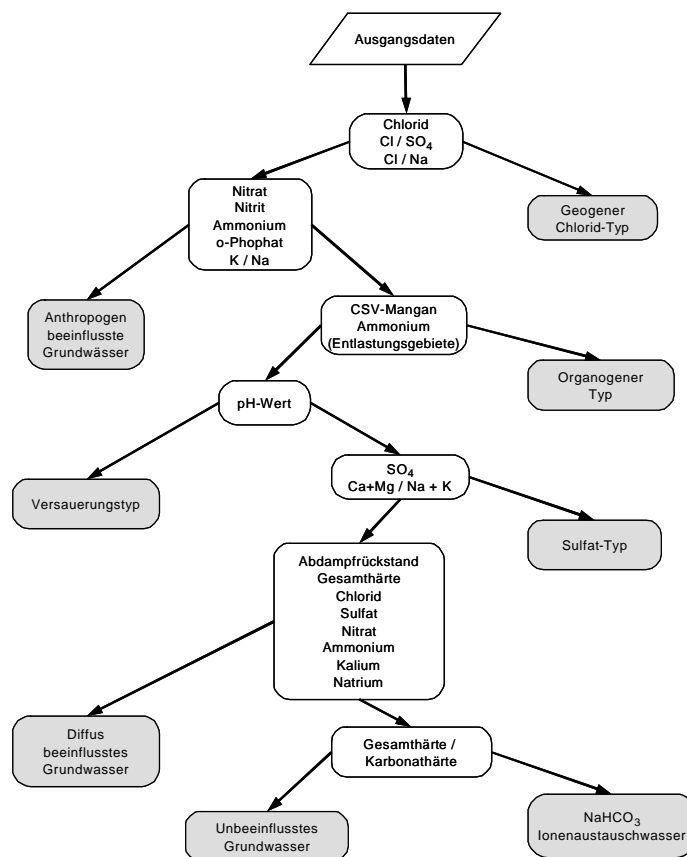 Ausgangsdaten
Chlorid
Cl / SO₄
Cl / Na
Nitrat
Nitrit
Ammonium
o-Phophat
K / Na
Geogener
Chlorid-Typ
Anthropogen
beeinflusste
Grundwässer
CSV-Mangan
Ammonium
(Entlastungsgebiete)
Organogener
Typ
pH-Wert
Versauerungstyp
SO₄
Ca+Mg / Na + K
Sulfat-Typ
Abdampfrückstand
Gesamthärte
Chlorid
Sulfat
Nitrat
Ammonium
Kalium
Natrium
Diffus
beeinflusstes
Grundwasser
Gesamthärte /
Karbonathärte
Unbeeinflusstes
Grundwasser
NaHCO₃
Ionenaustauschwasser